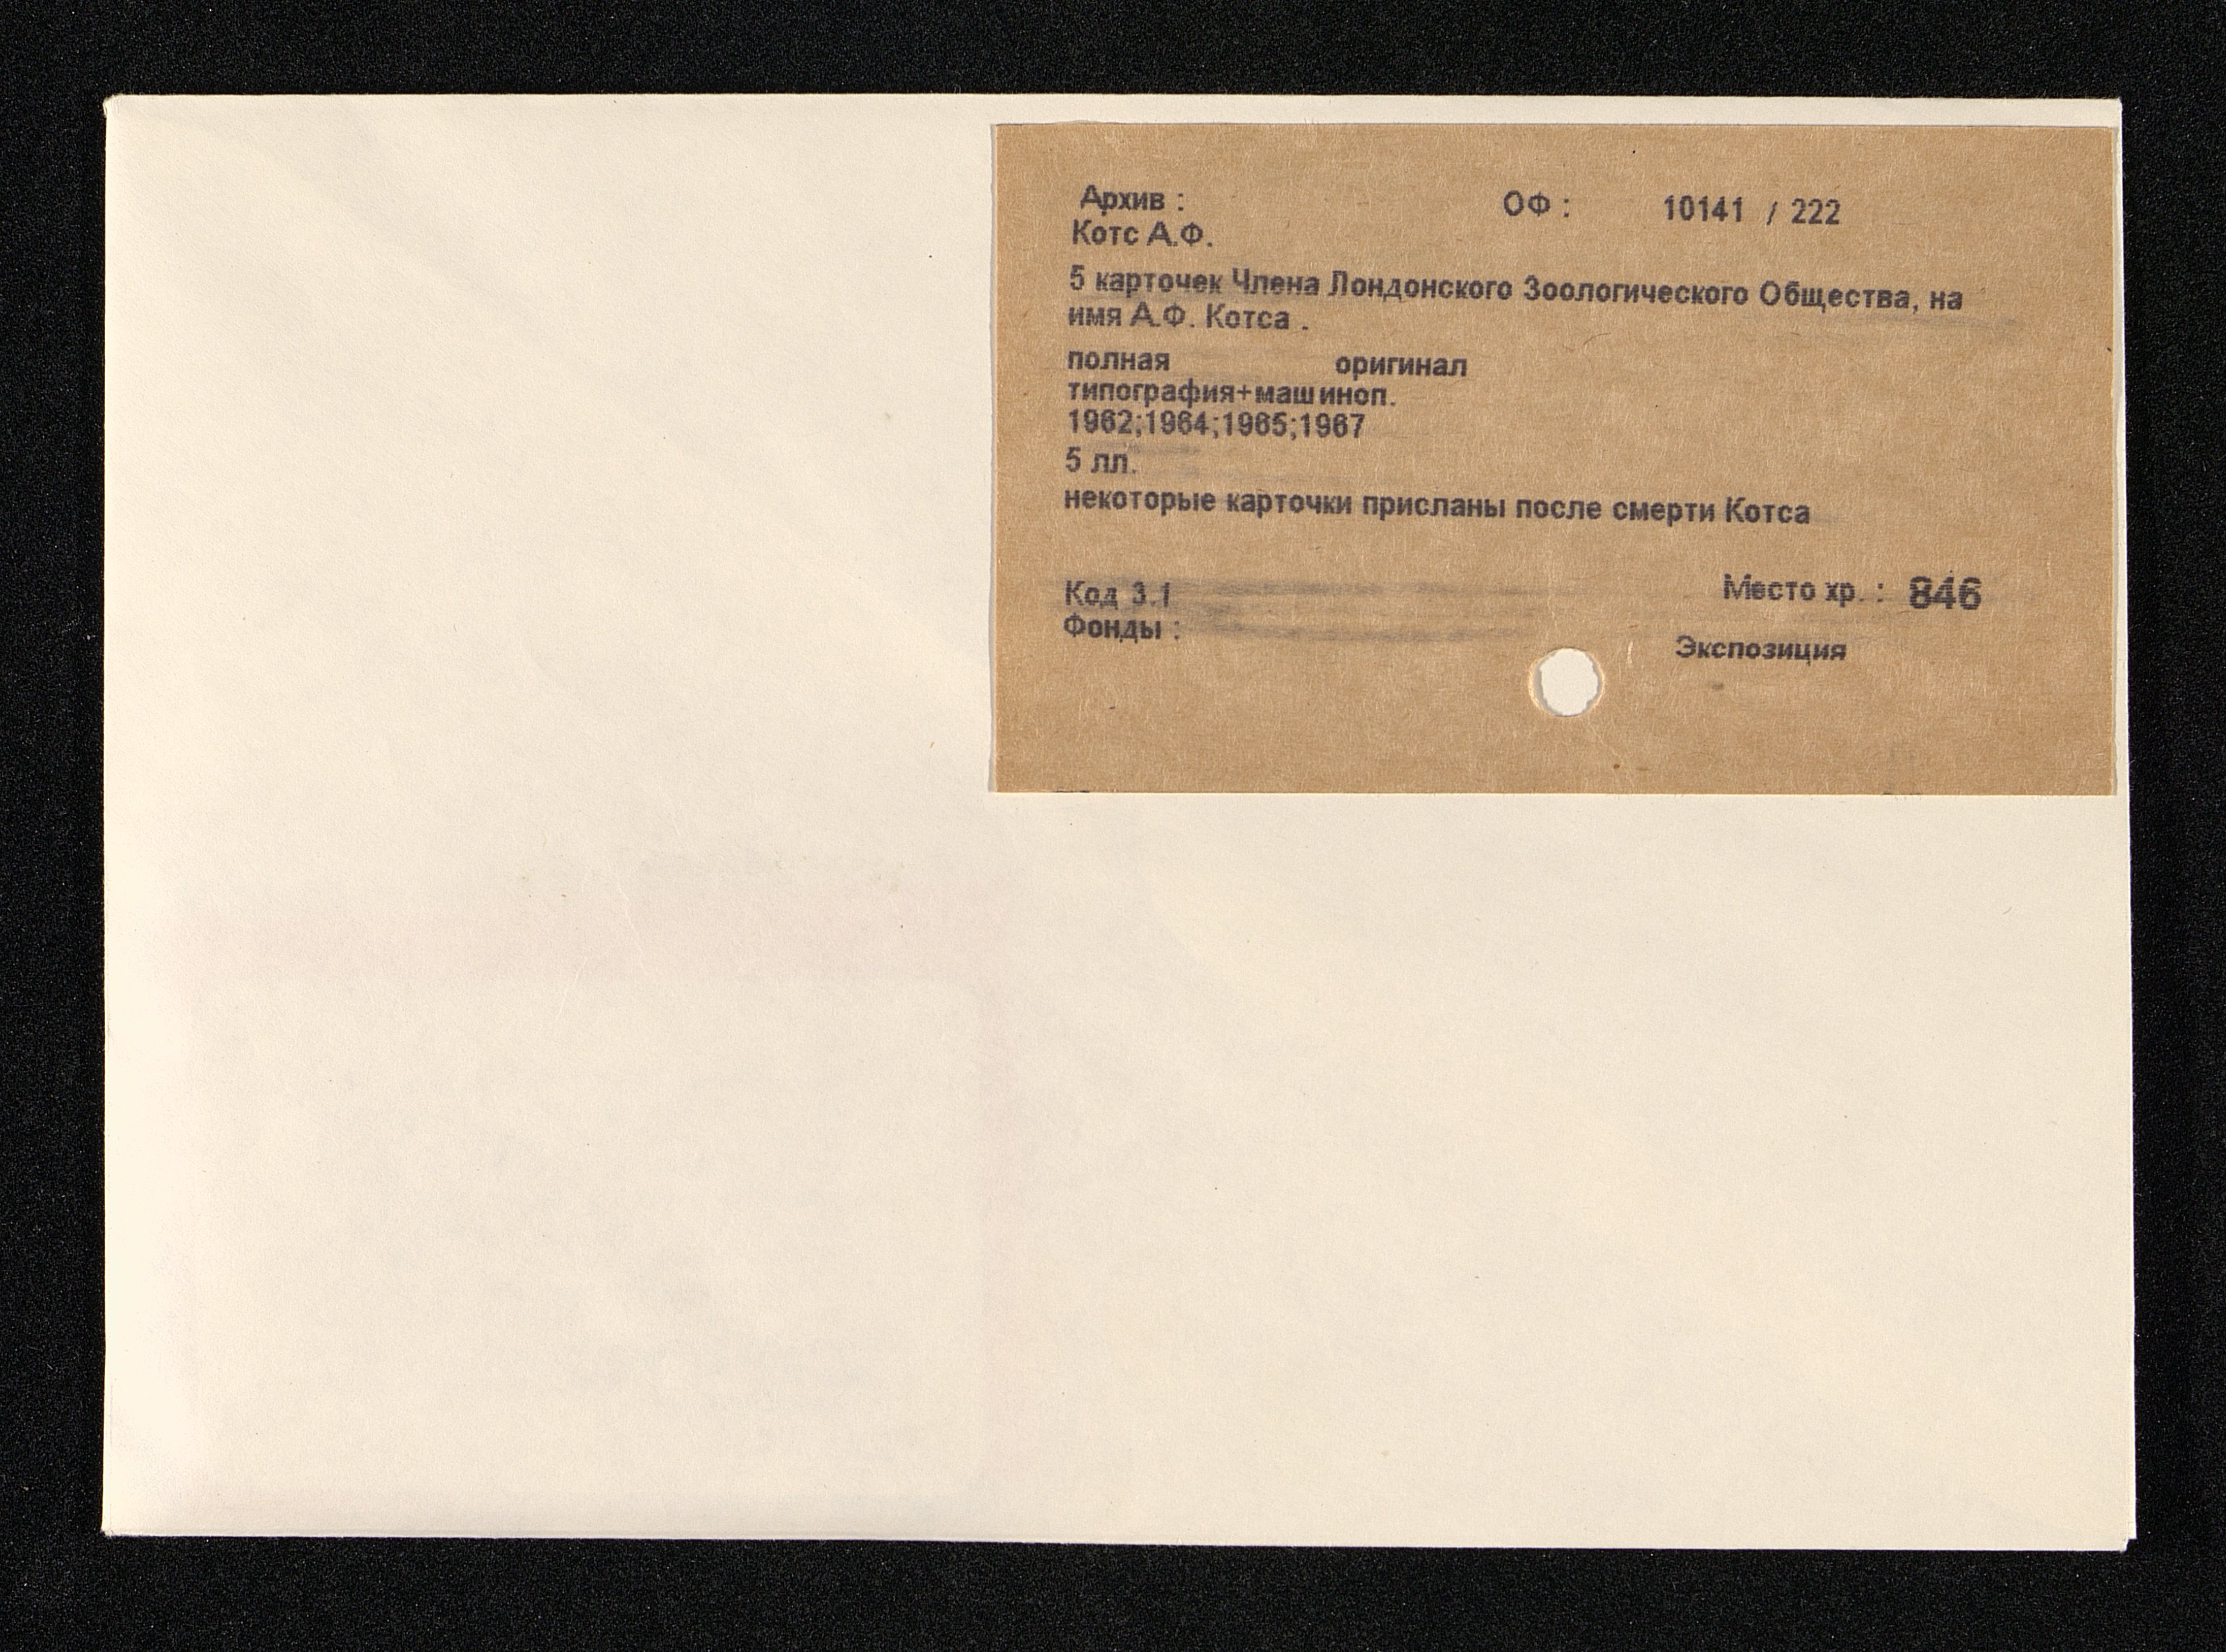 Архив : ОФ : 10141 / 222
Котс А.Ф.
5 карточек Члена Лондонского Зоологического Общества, на
имя А.Ф. Котса .
полная оригинал
типография+машиноп.
1962;1964;1965;1967
5 лл.
некоторые карточки присланы после смерти Котса
Код 3.1 Место хр. : 846
Фонды :
Экспозиция